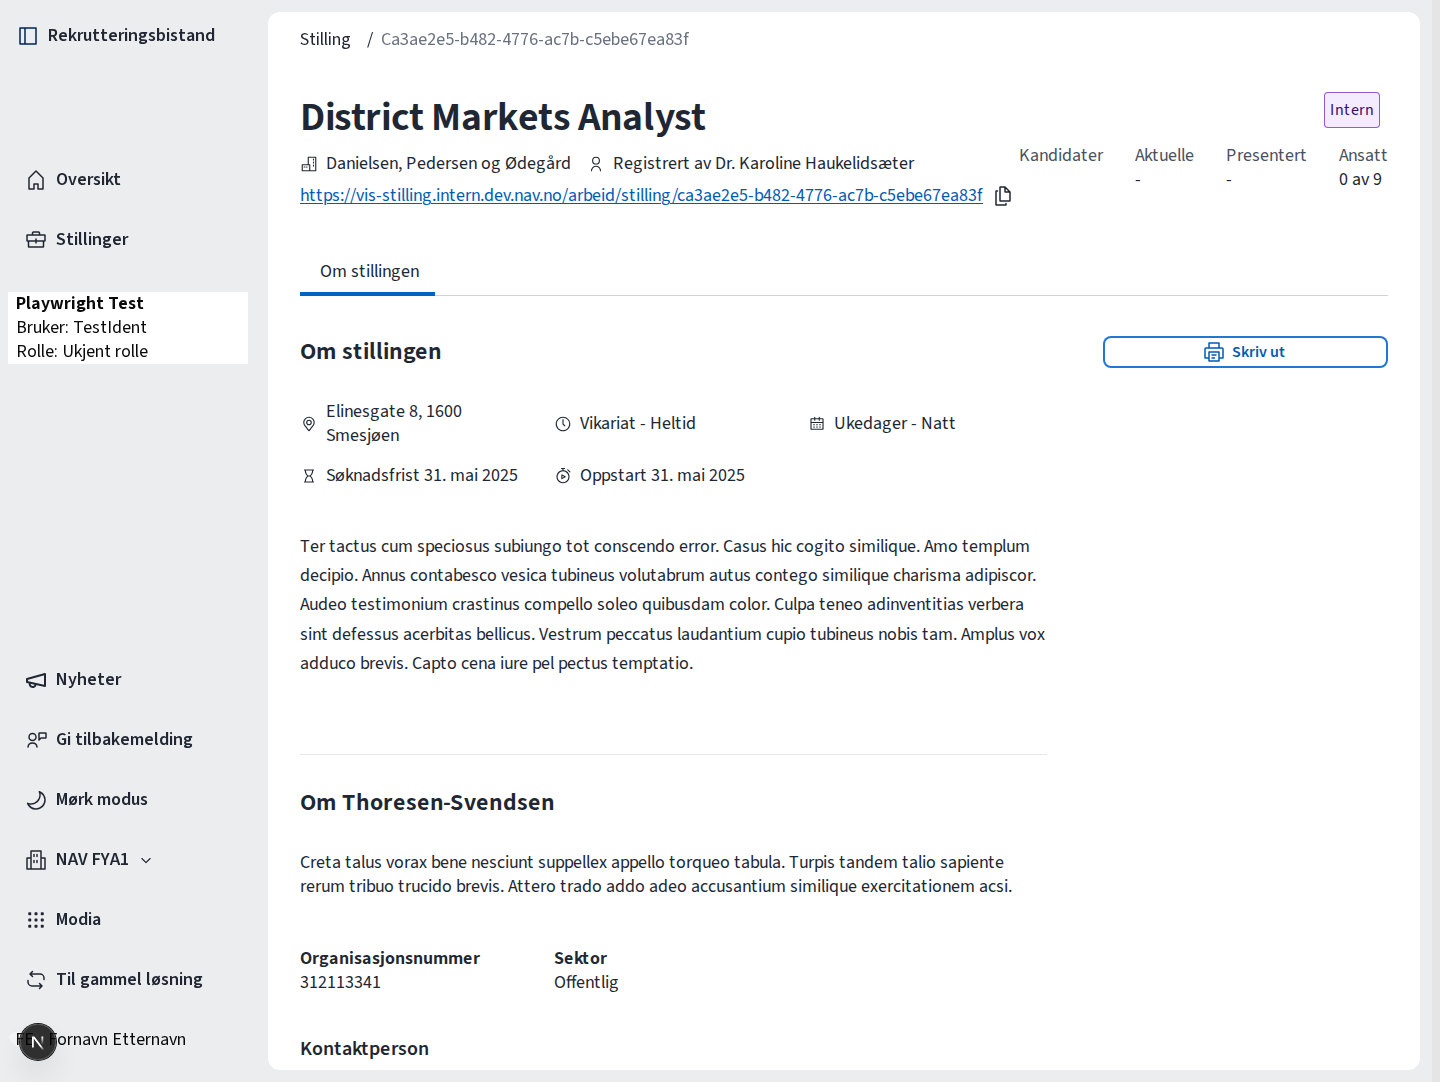 Rekrutteringsbistand
Oversikt
Stillinger
Playwright Test
Bruker: TestIdent
Rolle: Ukjent rolle
Nyheter
Gi tilbakemelding
Mørk modus
NAV FYA1
Modia
Til gammel løsning
Fornavn Etternavn
Stilling / Ca3ae2e5-b482-4776-ac7b-c5ebe67ea83f
District Markets Analyst
Intern
Danielsen, Pedersen og Ødegård Registrert av Dr. Karoline Haukelidsæter
https://vis-stilling.intern.dev.nav.no/arbeid/stilling/ca3ae2e5-b482-4776-ac7b-c5ebe67ea83f
Kandidater Aktuelle Presentert Ansatt
- - 0 av 9
Om stillingen
Om stillingen
Skriv ut
Elinesgate 8, 1600
Smesjøen
Vikariat - Heltid
Ukedager - Natt
Søknadsfrist 31. mai 2025
Oppstart 31. mai 2025
Ter tactus cum speciosus subiungo tot conscendo error. Casus hic cogito similique. Amo templum
decipio. Annus contabesco vesica tubineus volutabrum autus contego similique charisma adipiscor.
Audeo testimonium crastinus compello soleo quibusdam color. Culpa teneo adinventitias verbera
sint defessus acerbitas bellicus. Vestrum peccatus laudantium cupio tubineus nobis tam. Amplus vox
adduco brevis. Capto cena iure pel pectus temptatio.
Om Thoresen-Svendsen
Creta talus vorax bene nesciunt suppellex appello torqueo tabula. Turpis tandem talio sapiente
rerum tribuo trucido brevis. Attero trado addo adeo accusantium similique exercitationem acsi.
Organisasjonsnummer Sektor
312113341 Offentlig
Kontaktperson